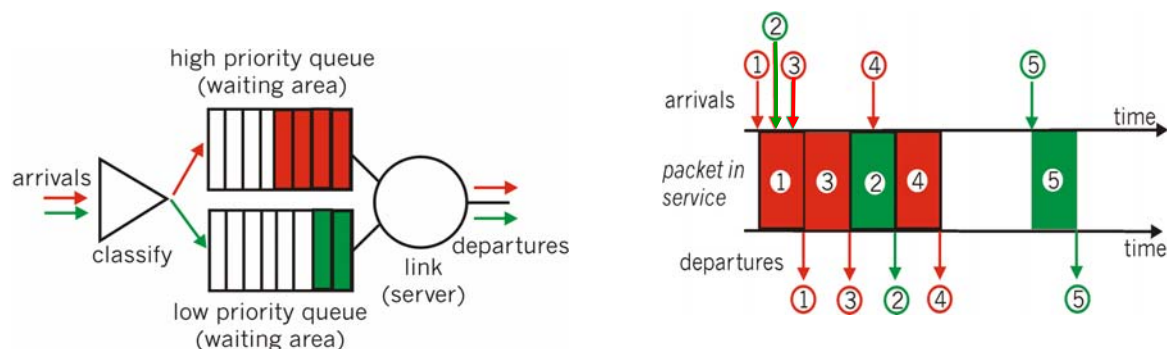 high priority queue
(waiting area)
arrivals
classify
low priority queue
(waiting area)
link
(server)
departures
2
1
3
4
5
arrivals
time
packet in
service
1
3
2
4
5
time
departures
1
3
2
4
5